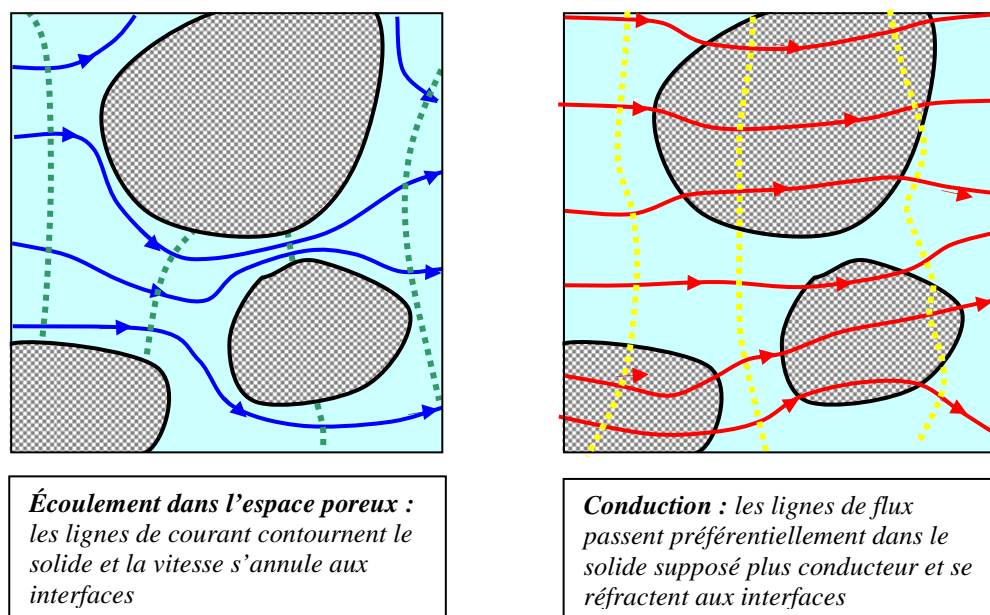 Écoulement dans l'espace poreux :
les lignes de courant contournent le
solide et la vitesse s'annule aux
interfaces
Conduction : les lignes de flux
passent préférentiellement dans le
solide supposé plus conducteur et se
réfractent aux interfaces